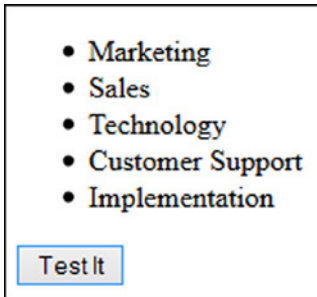 Marketing
Sales
Technology
Customer Support
Implementation
Test It